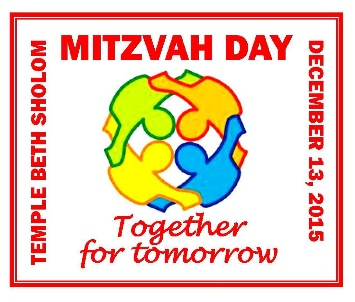 MITZVAH DAY
TEMPLE BETH SHOLOM
DECEMBER 13, 2015
Together
for tomorrow